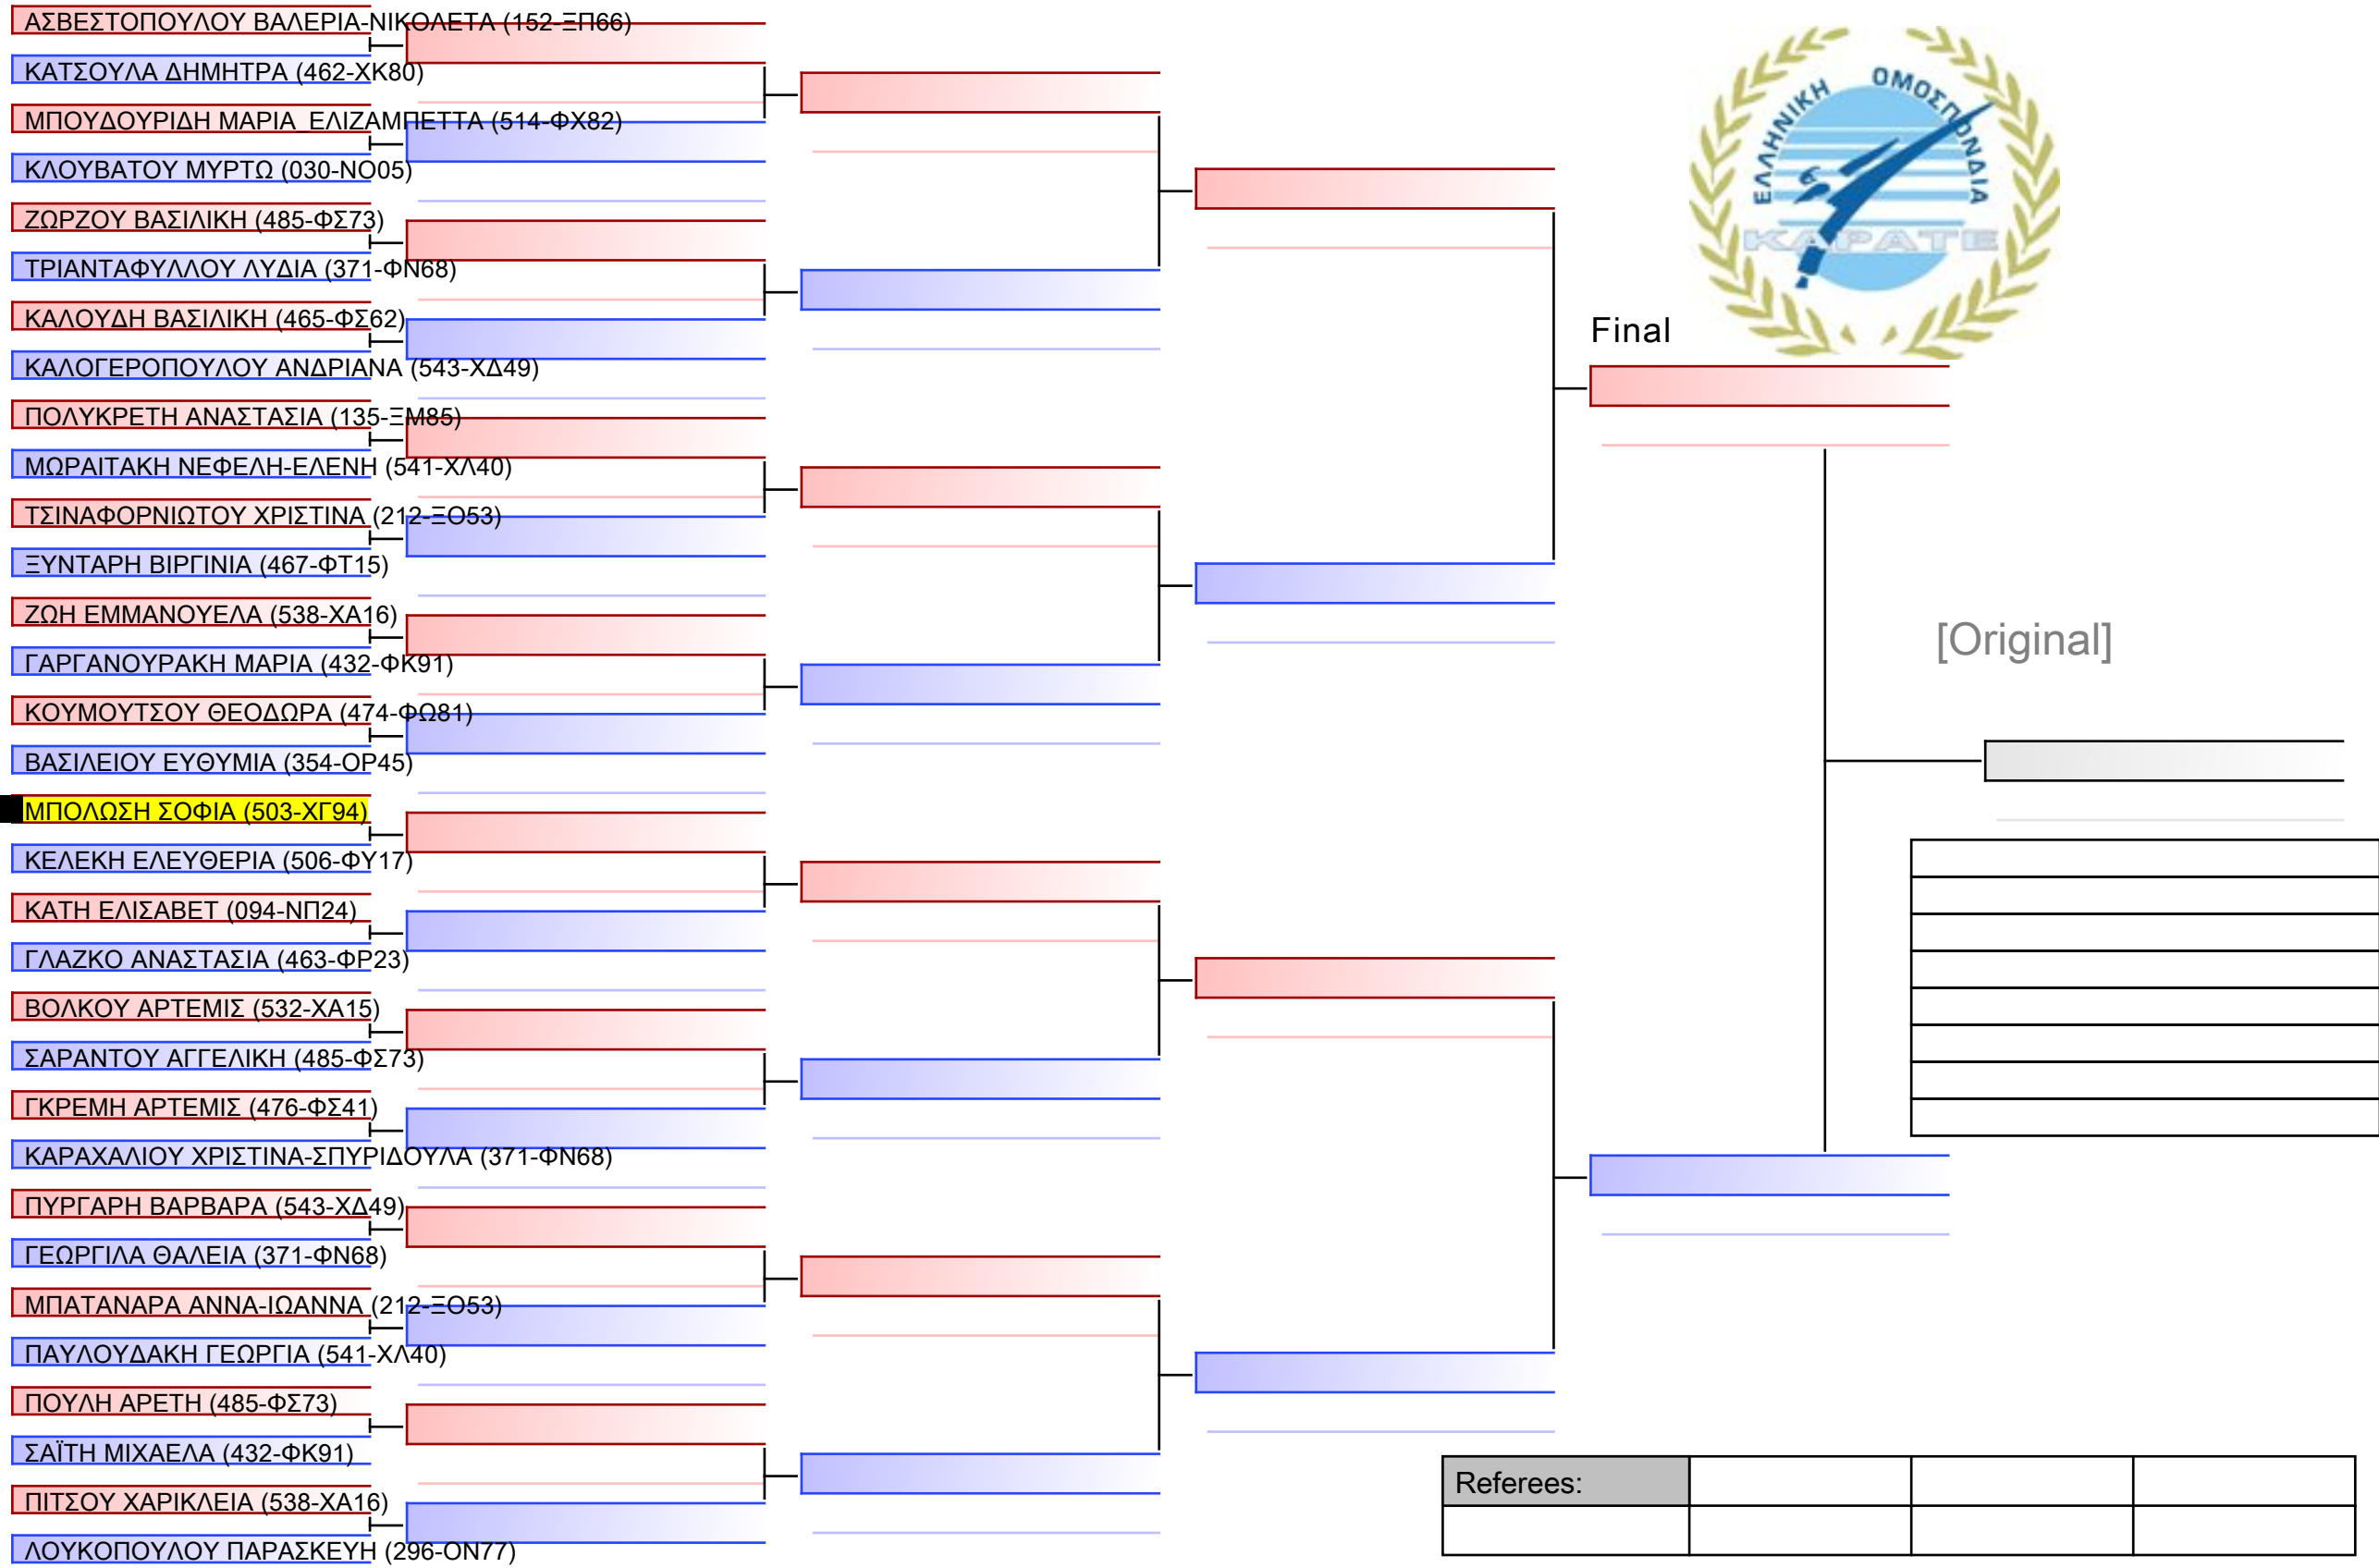 ΑΣΒΕΣΤΟΠΟΥΛΟΥ ΒΑΛΕΡΙΑ-ΝΙΚΟΛΕΤΑ (152-ΞΠ66)
ΚΑΤΣΟΥΛΑ ΔΗΜΗΤΡΑ (462-ΧΚ80)
ΜΠΟΥΔΟΥΡΙΔΗ ΜΑΡΙΑ  ΕΛΙΖΑΜΠΕΤΤΑ (514-ΦΧ82)
ΚΛΟΥΒΑΤΟΥ ΜΥΡΤΩ (030-ΝΟ05)
ΖΩΡΖΟΥ ΒΑΣΙΛΙΚΗ (485-ΦΣ73)
ΤΡΙΑΝΤΑΦΥΛΛΟΥ ΛΥΔΙΑ (371-ΦΝ68)
ΚΑΛΟΥΔΗ ΒΑΣΙΛΙΚΗ (465-ΦΣ62)
ΚΑΛΟΓΕΡΟΠΟΥΛΟΥ ΑΝΔΡΙΑΝΑ (543-ΧΔ49)
ΠΟΛΥΚΡΕΤΗ ΑΝΑΣΤΑΣΙΑ (135-ΞΜ85)
ΜΩΡΑΙΤΑΚΗ ΝΕΦΕΛΗ-ΕΛΕΝΗ (541-ΧΛ40)
ΤΣΙΝΑΦΟΡΝΙΩΤΟΥ ΧΡΙΣΤΙΝΑ (212-ΞΟ53)
ΞΥΝΤΑΡΗ ΒΙΡΓΙΝΙΑ (467-ΦΤ15)
ΖΩΗ ΕΜΜΑΝΟΥΕΛΑ (538-ΧΑ16)
ΓΑΡΓΑΝΟΥΡΑΚΗ ΜΑΡΙΑ (432-ΦΚ91)
ΚΟΥΜΟΥΤΣΟΥ ΘΕΟΔΩΡΑ (474-ΦΩ81)
ΒΑΣΙΛΕΙΟΥ ΕΥΘΥΜΙΑ (354-ΟΡ45)
ΜΠΟΛΩΣΗ ΣΟΦΙΑ (503-ΧΓ94)
ΚΕΛΕΚΗ ΕΛΕΥΘΕΡΙΑ (506-ΦΥ17)
ΚΑΤΗ ΕΛΙΣΑΒΕΤ (094-ΝΠ24)
ΓΛΑΖΚΟ ΑΝΑΣΤΑΣΙΑ (463-ΦΡ23)
ΒΟΛΚΟΥ ΑΡΤΕΜΙΣ (532-ΧΑ15)
ΣΑΡΑΝΤΟΥ ΑΓΓΕΛΙΚΗ (485-ΦΣ73)
ΓΚΡΕΜΗ ΑΡΤΕΜΙΣ (476-ΦΣ41)
ΚΑΡΑΧΑΛΙΟΥ ΧΡΙΣΤΙΝΑ-ΣΠΥΡΙΔΟΥΛΑ (371-ΦΝ68)
ΠΥΡΓΑΡΗ ΒΑΡΒΑΡΑ (543-ΧΔ49)
ΓΕΩΡΓΙΛΑ ΘΑΛΕΙΑ (371-ΦΝ68)
ΜΠΑΤΑΝΑΡΑ ΑΝΝΑ-ΙΩΑΝΝΑ (212-ΞΟ53)
ΠΑΥΛΟΥΔΑΚΗ ΓΕΩΡΓΙΑ (541-ΧΛ40)
ΠΟΥΛΗ ΑΡΕΤΗ (485-ΦΣ73)
ΣΑΪΤΗ ΜΙΧΑΕΛΑ (432-ΦΚ91)
ΠΙΤΣΟΥ ΧΑΡΙΚΛΕΙΑ (538-ΧΑ16)
ΛΟΥΚΟΠΟΥΛΟΥ ΠΑΡΑΣΚΕΥΗ (296-ΟΝ77)
ΕΛΛΗΝΙΚΗ ΟΜΟΣΠΟΝΔΙΑ
ΚΑΡΑΤΕ
Final
[Original]
Referees: